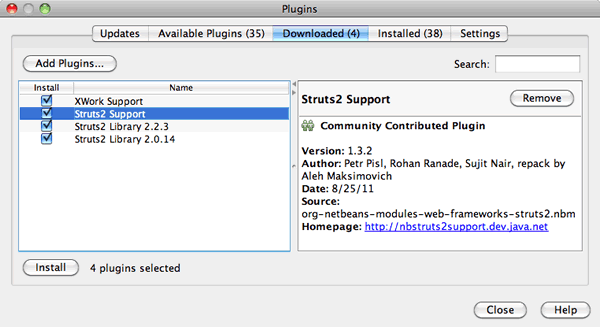 Plugins
Updates Available Plugins (35) Downloaded (4) Installed (38) Settings
Add Plugins... Search:
Install Name
XWork Support
Struts2 Support
Struts2 Library 2.2.3
Struts2 Library 2.0.14
Struts2 Support Remove
Community Contributed Plugin
Version: 1.3.2
Author: Petr Pisl, Rohan Ranade, Sujit Nair, repack by
Aleh Maksimovich
Date: 8/25/11
Source:
org-netbeans-modules-web-frameworks-struts2.nbm
Homepage: http://nbstruts2support.dev.java.net
Install 4 plugins selected
Close Help